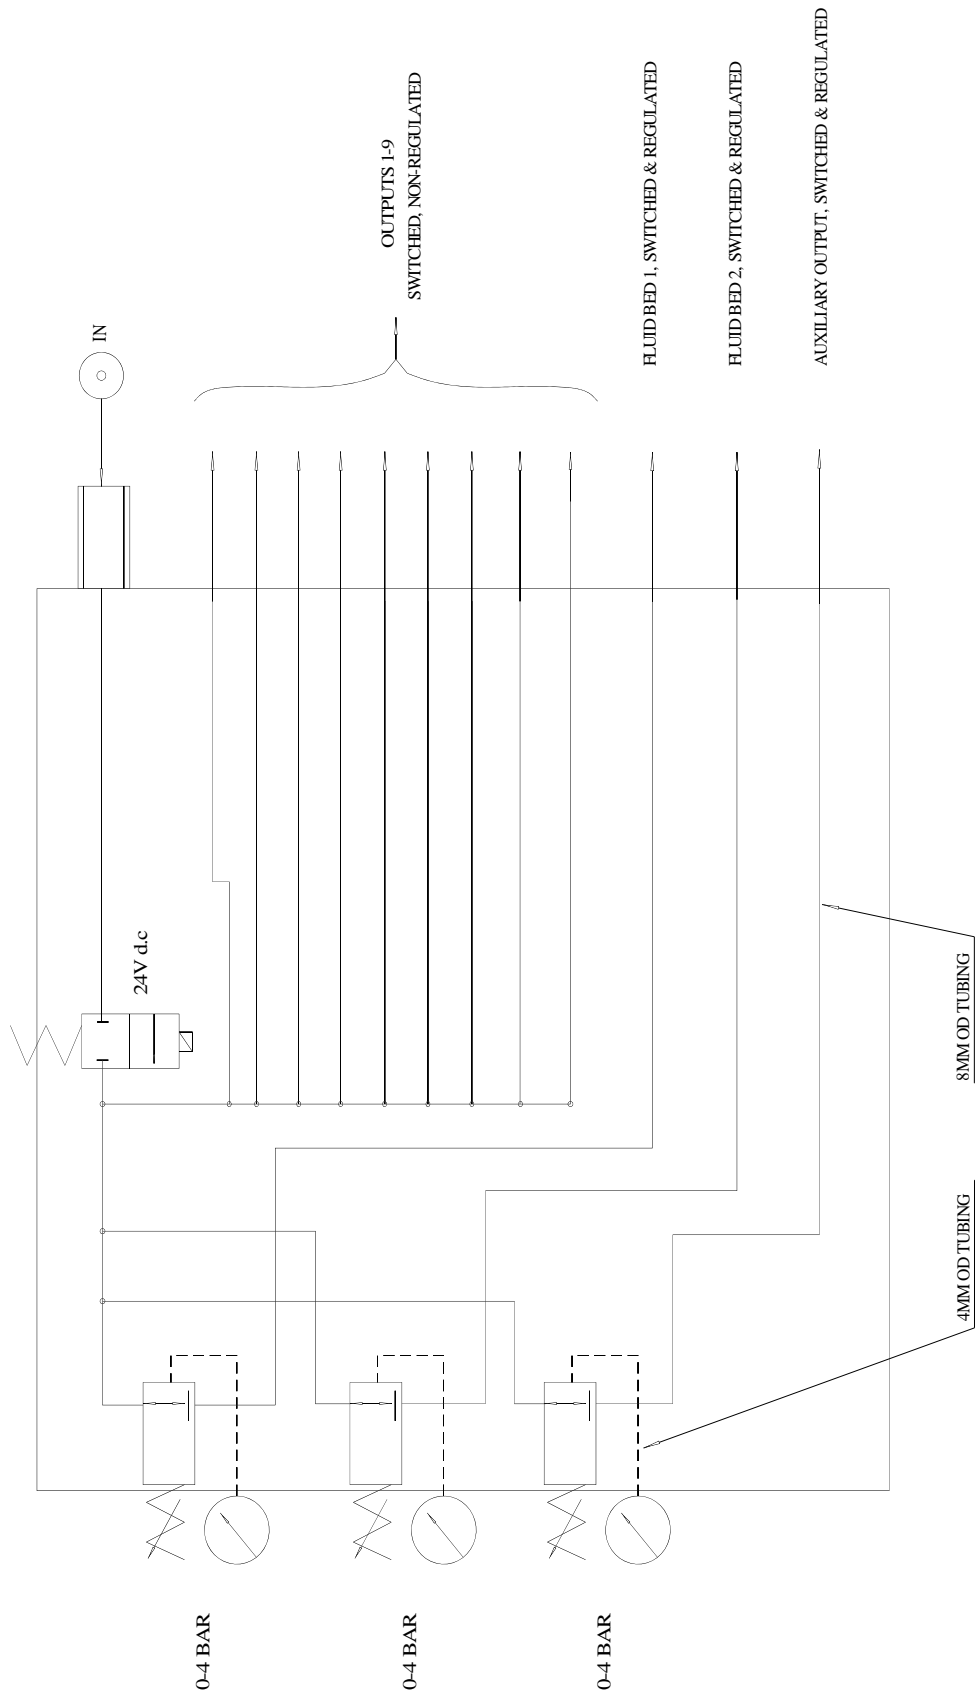 IN
OUTPUTS 1-9
SWITCHED, NON-REGULATED
FLUID BED 1, SWITCHED & REGULATED
FLUID BED 2, SWITCHED & REGULATED
AUXILIARY OUTPUT, SWITCHED & REGULATED
24V d.c
8MM OD TUBING
4MM OD TUBING
0-4 BAR
0-4 BAR
0-4 BAR